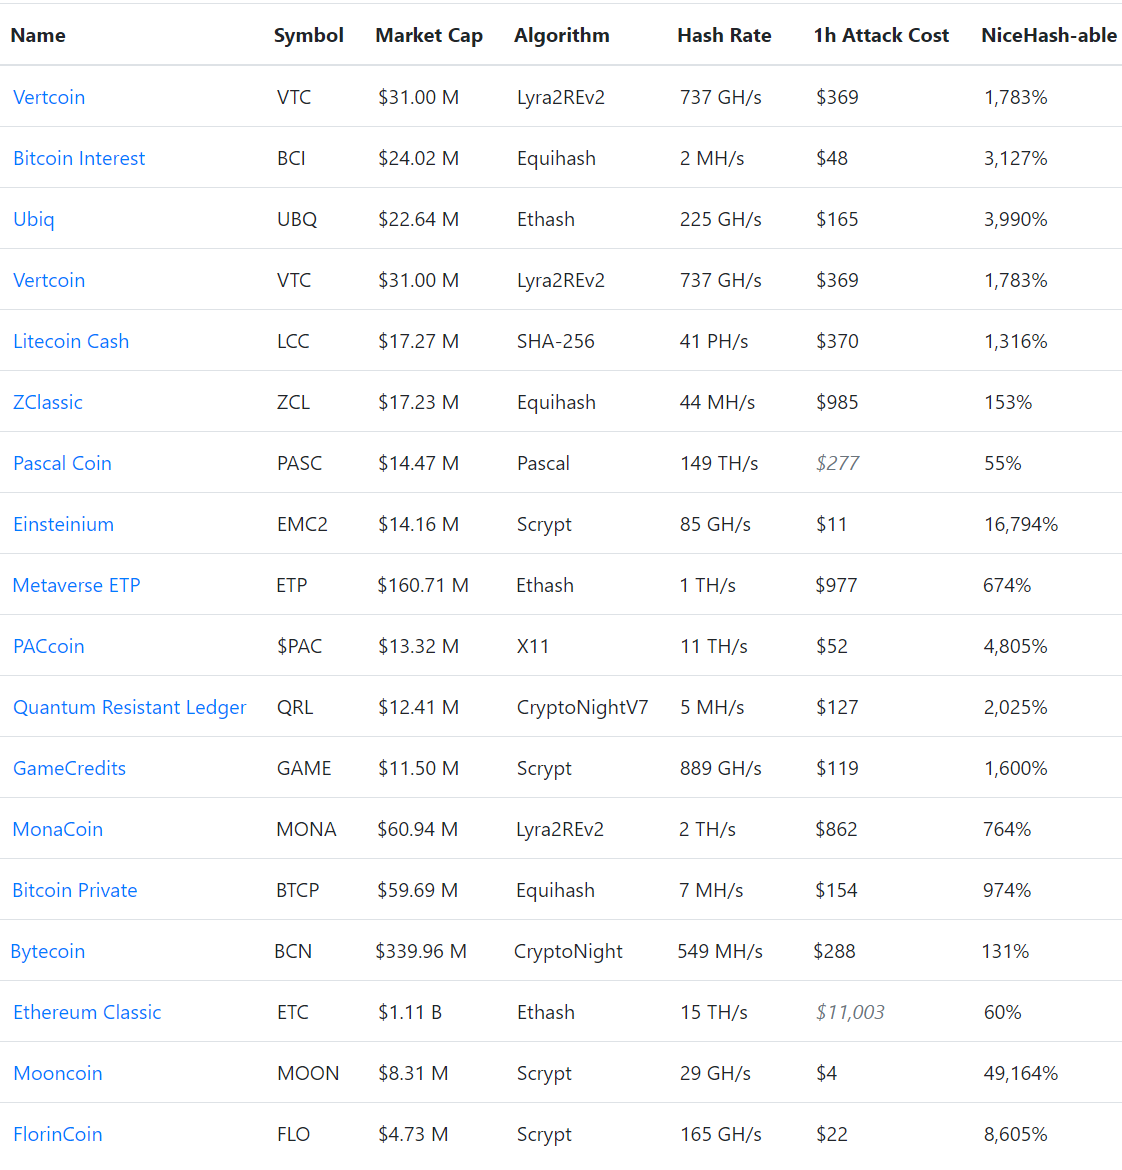 Name Symbol Market Cap Algorithm Hash Rate 1h Attack Cost NiceHash-able
Vertcoin VTC $31.00 M Lyra2REv2 737 GH/s $369 1,783%
Bitcoin Interest BCI $24.02 M Equihash 2 MH/s $48 3,127%
Ubiq UBQ $22.64 M Ethash 225 GH/s $165 3,990%
Vertcoin VTC $31.00 M Lyra2REv2 737 GH/s $369 1,783%
Litecoin Cash LCC $17.27 M SHA-256 41 PH/s $370 1,316%
ZClassic ZCL $17.23 M Equihash 44 MH/s $985 153%
Pascal Coin PASC $14.47 M Pascal 149 TH/s $277 55%
Einsteinium EMC2 $14.16 M Scrypt 85 GH/s $11 16,794%
Metaverse ETP ETP $160.71 M Ethash 1 TH/s $977 674%
PACcoin $PAC $13.32 M X11 11 TH/s $52 4,805%
Quantum Resistant Ledger QRL $12.41 M CryptoNightV7 5 MH/s $127 2,025%
GameCredits GAME $11.50 M Scrypt 889 GH/s $119 1,600%
MonaCoin MONA $60.94 M Lyra2REv2 2 TH/s $862 764%
Bitcoin Private BTCP $59.69 M Equihash 7 MH/s $154 974%
Bytecoin BCN $339.96 M CryptoNight 549 MH/s $288 131%
Ethereum Classic ETC $1.11 B Ethash 15 TH/s $11,003 60%
Mooncoin MOON $8.31 M Scrypt 29 GH/s $4 49,164%
FlorinCoin FLO $4.73 M Scrypt 165 GH/s $22 8,605%